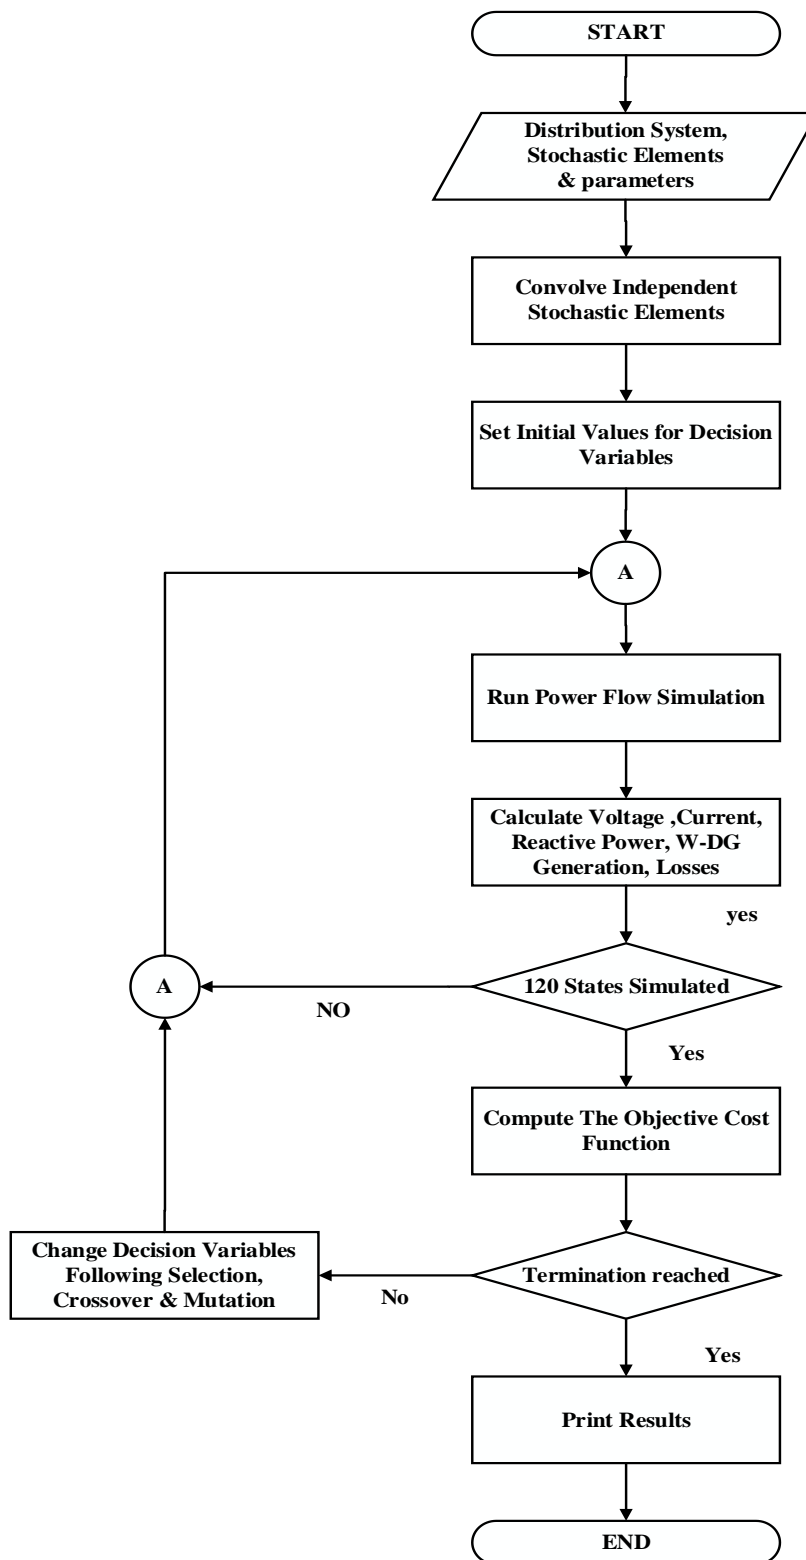 START
Distribution System,
Stochastic Elements
& parameters
Convolve Independent
Stochastic Elements
Set Initial Values for Decision
Variables
A
Run Power Flow Simulation
Calculate Voltage ,Current,
Reactive Power, W-DG
Generation, Losses
yes
A
120 States Simulated
NO
Yes
Compute The Objective Cost
Function
Change Decision Variables
Following Selection,
Crossover & Mutation
Termination reached
No
Yes
Print Results
END